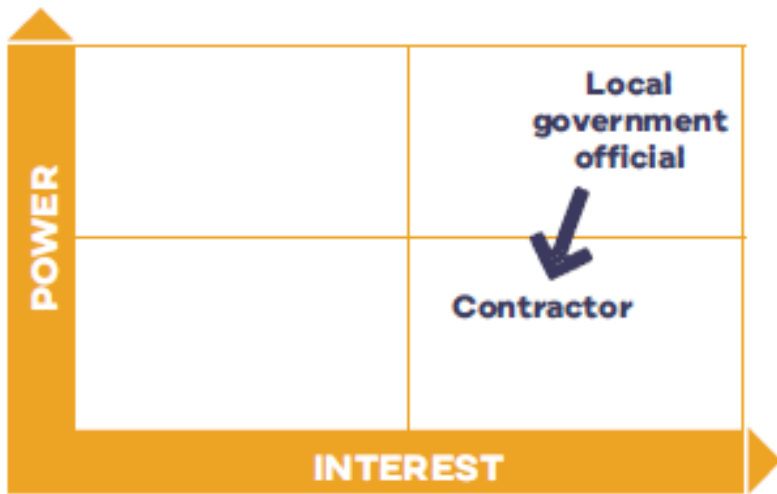 POWER
Local
government
official
Contractor
INTEREST